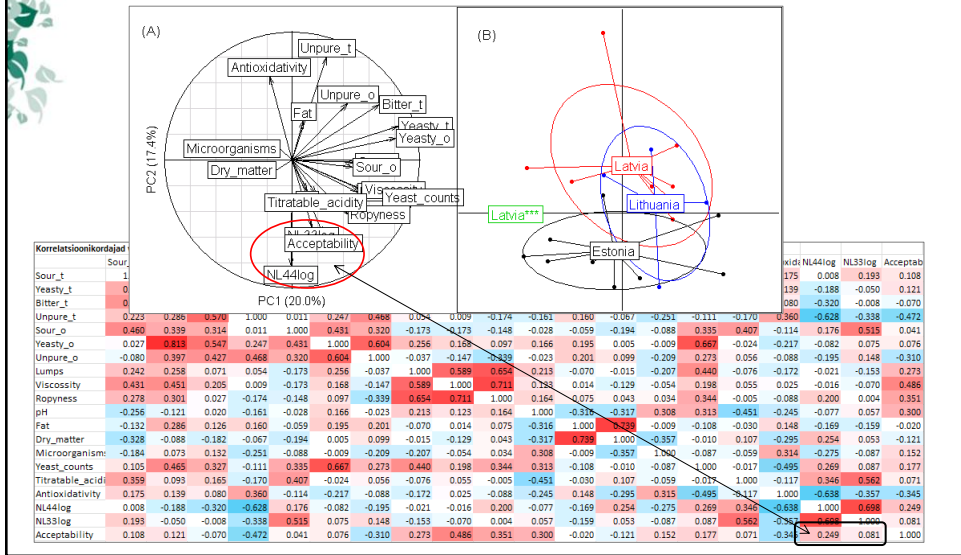 (A)
(B)
Unpure_t
Antioxidativity
Unpure_o
Bitter_t
Fat
Yeasty_t
Yeasty_o
Microorganisms
Dry_matter
Sour_o
Viscossity
Titratable_acidity
Yeast_counts
Ropyness
NL33log
Acceptability
NL44log
PC2 (17.4%)
PC1 (20.0%)
Latvia
Lithuania
Latvia***
Estonia
Korrelatsioonikordajad
NL44log NL33log Acceptab
Sour_t 175 0.008 0.193 0.108
Yeasty_t 139 -0.188 -0.050 0.121
Bitter_t 080 -0.320 -0.008 -0.070
Unpure_t 0.223 0.286 0.570 1.000 0.011 0.247 0.468 0.054 0.009 -0.174 -0.161 0.160 -0.067 -0.251 -0.111 -0.170 0.360 -0.628 -0.338 -0.472
Sour_o 0.460 0.339 0.314 0.011 1.000 0.431 0.320 -0.173 -0.173 -0.148 -0.028 -0.059 -0.194 -0.088 0.335 0.407 -0.114 0.176 0.515 0.041
Yeasty_o 0.027 0.813 0.547 0.247 0.431 1.000 0.604 0.256 0.168 0.097 0.166 0.195 0.005 -0.009 0.667 -0.024 -0.217 -0.082 0.075 0.076
Unpure_o -0.080 0.397 0.427 0.468 0.320 0.604 1.000 -0.037 -0.147 -0.339 -0.023 0.201 0.099 -0.209 0.273 0.056 -0.088 -0.195 0.148 -0.310
Lumps 0.242 0.258 0.071 0.054 -0.173 0.256 -0.037 1.000 0.589 0.654 0.213 -0.070 -0.015 -0.207 0.440 -0.076 -0.172 -0.021 -0.153 0.273
Viscossity 0.431 0.451 0.205 0.009 -0.173 0.168 -0.147 0.589 1.000 0.711 0.123 0.014 -0.129 -0.054 0.198 0.055 0.025 -0.016 -0.070 0.486
Ropyness 0.278 0.301 0.027 -0.174 -0.148 0.097 -0.339 0.654 0.711 1.000 0.164 0.075 0.043 0.034 0.344 -0.005 -0.088 0.200 0.004 0.351
pH -0.256 -0.121 0.020 -0.161 -0.028 0.166 -0.023 0.213 0.123 0.164 1.000 -0.316 -0.317 0.308 0.313 -0.451 -0.245 -0.077 0.057 0.300
Fat -0.132 0.286 0.126 0.160 -0.059 0.195 0.201 -0.070 0.014 0.075 -0.316 1.000 0.739 -0.009 -0.108 -0.030 0.148 -0.169 -0.159 -0.020
Dry_matter -0.328 -0.088 -0.182 -0.067 -0.194 0.005 0.099 -0.015 -0.129 0.043 -0.317 0.739 1.000 -0.357 -0.010 0.107 -0.295 0.254 0.053 -0.121
Microorganism -0.184 0.073 0.132 -0.251 -0.088 -0.009 -0.209 -0.207 -0.054 0.034 0.308 -0.009 -0.357 1.000 -0.087 -0.059 0.314 -0.275 -0.087 0.152
Yeast_counts 0.105 0.465 0.327 -0.111 0.335 0.667 0.273 0.440 0.198 0.344 0.313 -0.108 -0.010 -0.087 1.000 -0.017 -0.495 0.269 0.087 0.177
Titratable_acidi 0.359 0.093 0.165 -0.170 0.407 -0.024 0.056 -0.076 0.055 -0.005 -0.451 -0.030 0.107 -0.059 -0.017 1.000 -0.117 0.346 0.562 0.071
Antioxidativity 0.175 0.139 0.080 0.360 -0.114 -0.217 -0.088 -0.172 0.025 -0.088 -0.245 0.148 -0.295 0.315 -0.495 -0.117 1.000 -0.638 -0.357 -0.345
NL44log 0.008 -0.188 -0.320 -0.628 0.176 -0.082 -0.195 -0.021 -0.016 0.200 -0.077 -0.169 0.254 -0.275 0.269 0.346 -0.638 1.000 0.698 0.249
NL33log 0.193 -0.050 -0.008 -0.338 0.515 0.075 0.148 -0.153 -0.070 0.004 0.057 -0.159 0.053 -0.087 0.087 0.562 -0.357 0.698 1.000 0.081
Acceptability 0.108 0.121 -0.070 -0.472 0.041 0.076 -0.310 0.273 0.486 0.351 0.300 -0.020 -0.121 0.152 0.177 0.071 -0.345 0.249 0.081 1.000